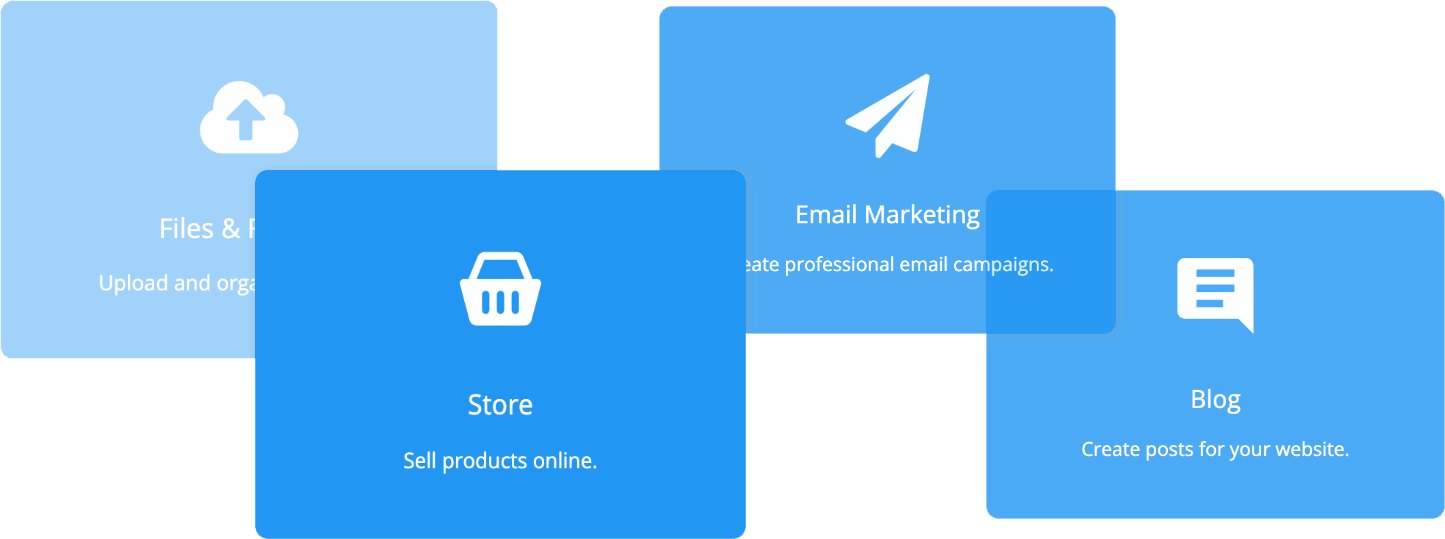 Files &
Upload and
Email Marketing
professional email campaigns.
Store
Sell products online.
Blog
Create posts for your website.